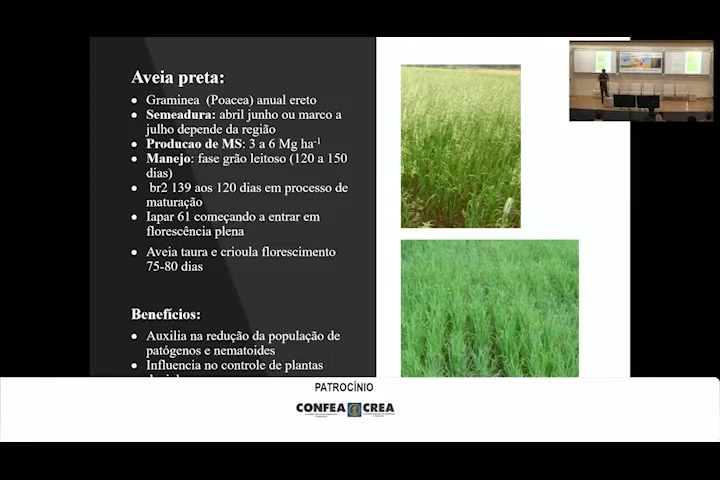 Aveia preta:
• Graminea (Poacea) anual ereto
• Semeadura: abril junho ou marco a
julho depende da região
• Producao de MS: 3 a 6 Mg ha-1
• Manejo: fase grão leitoso (120 a 150
dias)
• br2 139 aos 120 dias em processo de
maturação
• Iapar 61 começando a entrar em
florescência plena
• Aveia taura e crioula florescimento
75-80 dias
Benefícios:
• Auxilia na redução da população de
patógenos e nematoides
• Influencia no controle de plantas
PATROCÍNIO
CONFEA CREA